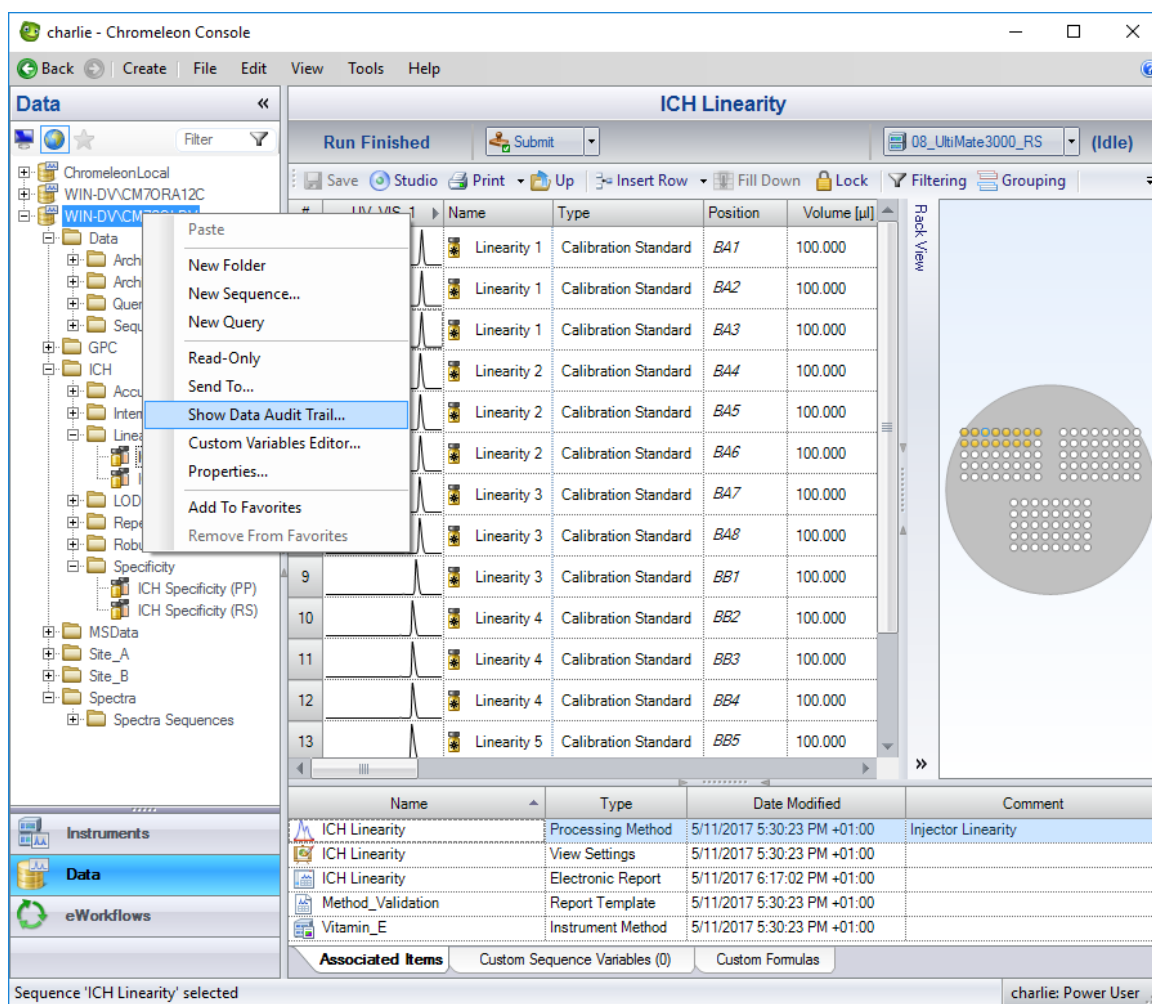 charlie - Chromeleon Console
Back Create File Edit View Tools Help
Data «
Filter
ChromeleonLocal
WIN-DV\CM7ORA12C
Data
GPC
ICH
LOD
Specificity
ICH Specificity (PP)
ICH Specificity (RS)
MSData
Site_A
Site_B
Spectra
Spectra Sequences
Instruments
Data
eWorkflows
Paste
New Folder
New Sequence...
New Query
Read-Only
Send To...
Show Data Audit Trail...
Custom Variables Editor...
Properties...
Add To Favorites
Remove From Favorites
ICH Linearity
Run Finished Submit 08_UltiMate3000_RS (Idle)
Save Studio Print Up Insert Row Fill Down Lock Filtering Grouping
# UV_VIS_1 Name Type Position Volume [µl]
Linearity 1 Calibration Standard BA1 100.000
Linearity 1 Calibration Standard BA2 100.000
Linearity 1 Calibration Standard BA3 100.000
Linearity 2 Calibration Standard BA4 100.000
Linearity 2 Calibration Standard BA5 100.000
Linearity 2 Calibration Standard BA6 100.000
Linearity 3 Calibration Standard BA7 100.000
Linearity 3 Calibration Standard BA8 100.000
9 Linearity 3 Calibration Standard BB1 100.000
10 Linearity 4 Calibration Standard BB2 100.000
11 Linearity 4 Calibration Standard BB3 100.000
12 Linearity 4 Calibration Standard BB4 100.000
13 Linearity 5 Calibration Standard BB5 100.000
Rack View
»
Name Type Date Modified Comment
ICH Linearity Processing Method 5/11/2017 5:30:23 PM +01:00 Injector Linearity
ICH Linearity View Settings 5/11/2017 5:30:23 PM +01:00
ICH Linearity Electronic Report 5/11/2017 6:17:02 PM +01:00
Method_Validation Report Template 5/11/2017 5:30:23 PM +01:00
Vitamin_E Instrument Method 5/11/2017 5:30:23 PM +01:00
Associated Items Custom Sequence Variables (0) Custom Formulas
Sequence 'ICH Linearity' selected charlie: Power User